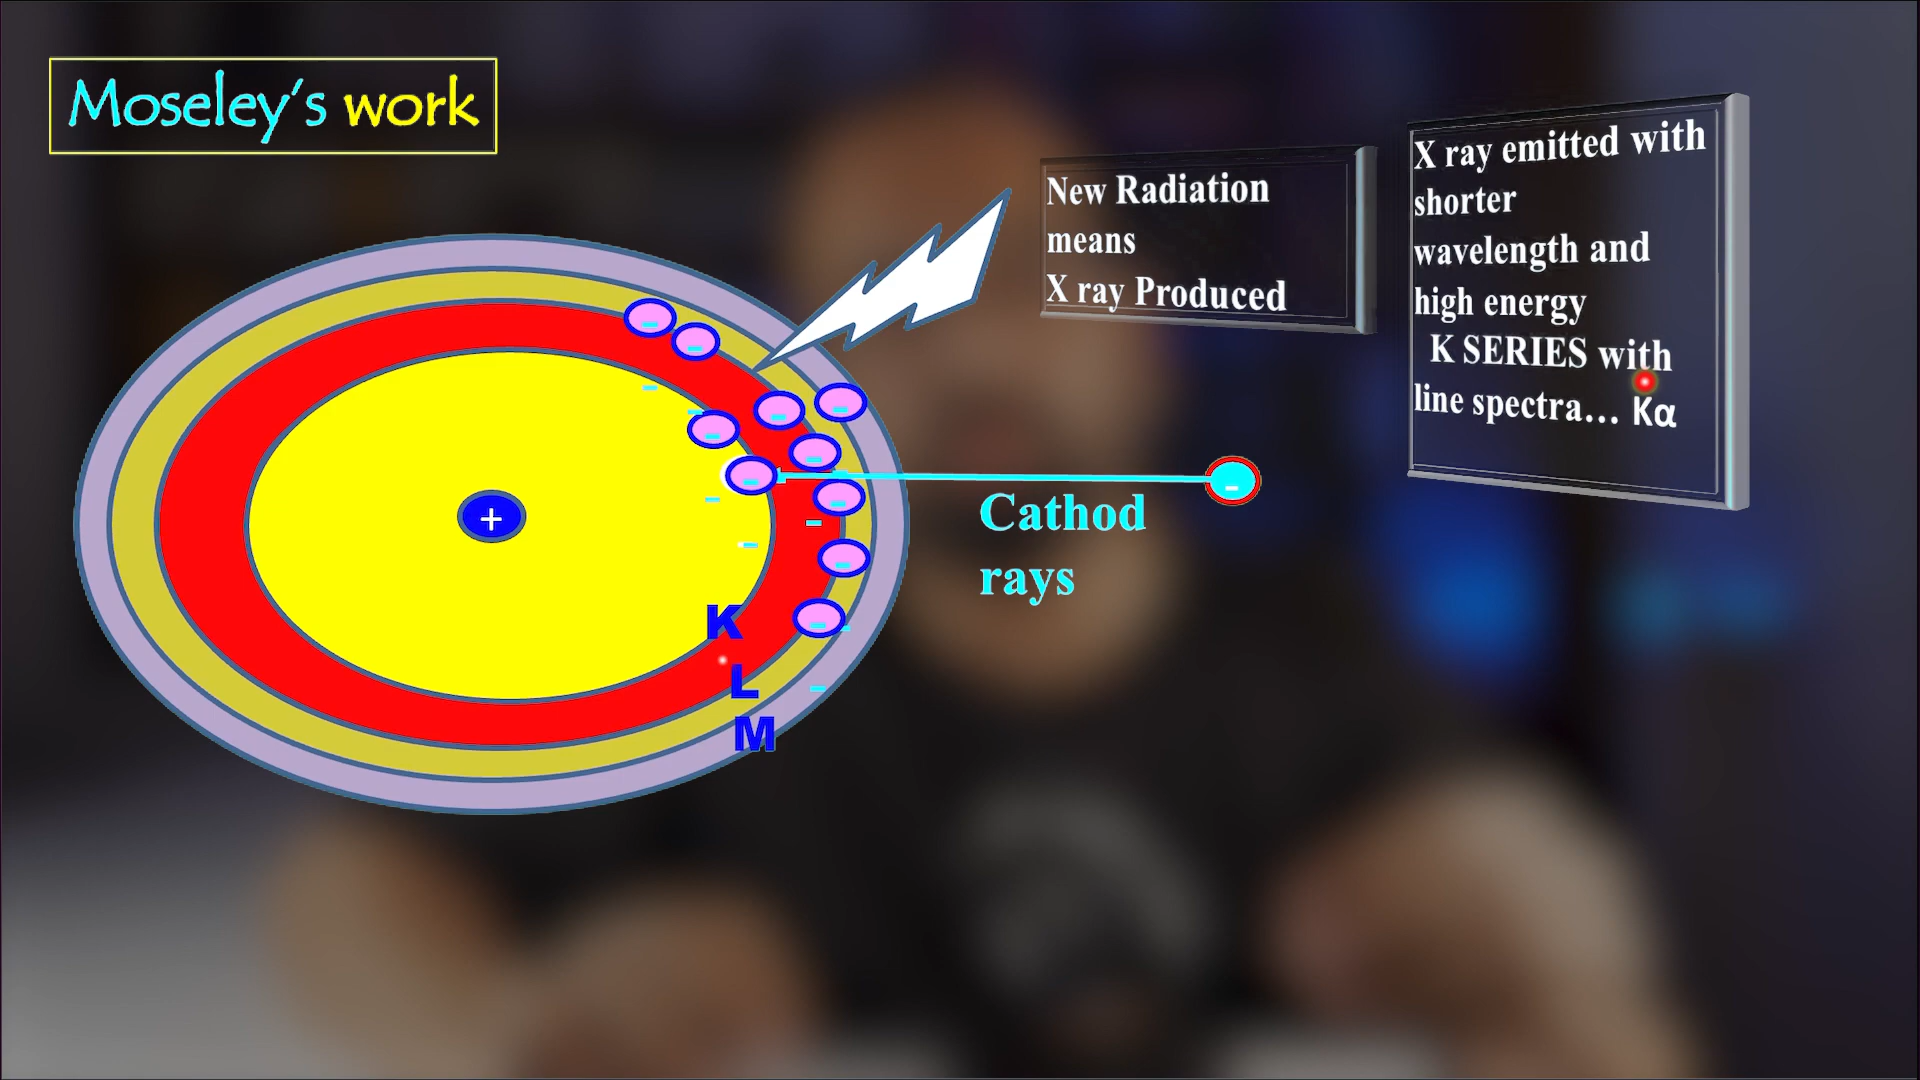 Moseley's work
New Radiation
means
X ray Produced
X ray emitted with
shorter
wavelength and
high energy
K SERIES with
line spectra... Kα
+
-
Cathod
rays
K
L
M